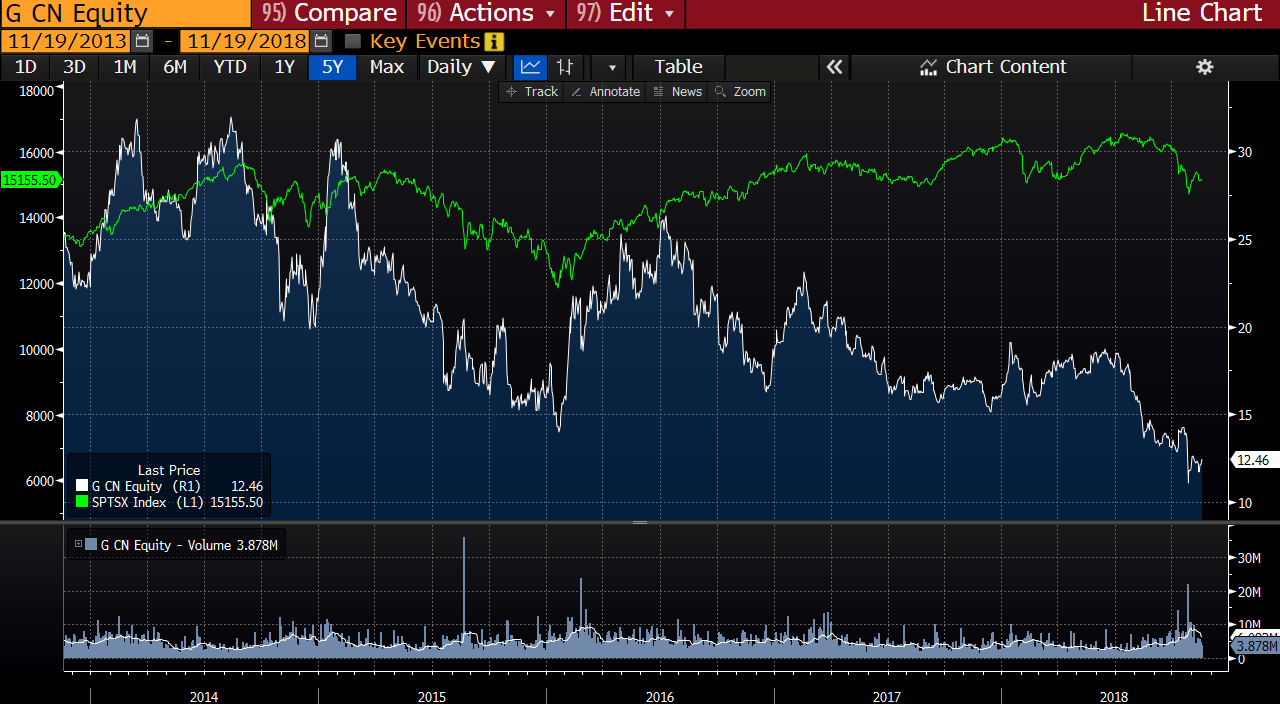 G CN Equity 95) Compare 96) Actions 97) Edit Line Chart
11/19/2013 - 11/19/2018 Key Events
1D 3D 1M 6M YTD 1Y 5Y Max Daily Table Chart Content
Track Annotate News Zoom
18000
16000
15155.50
14000
12000
10000
8000
6000
30
25
20
15
12.46
10
Last Price
G CN Equity (R1) 12.46
SPTSX Index (L1) 15155.50
G CN Equity - Volume 3.878M
30M
20M
10M
3.878M
0
2014 2015 2016 2017 2018